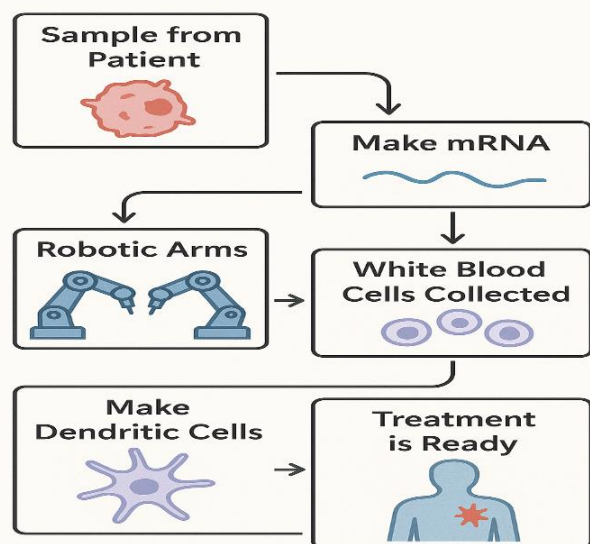 Sample from
Patient
Make mRNA
Robotic Arms
White Blood
Cells Collected
Make
Dendritic Cells
Treatment
is Ready